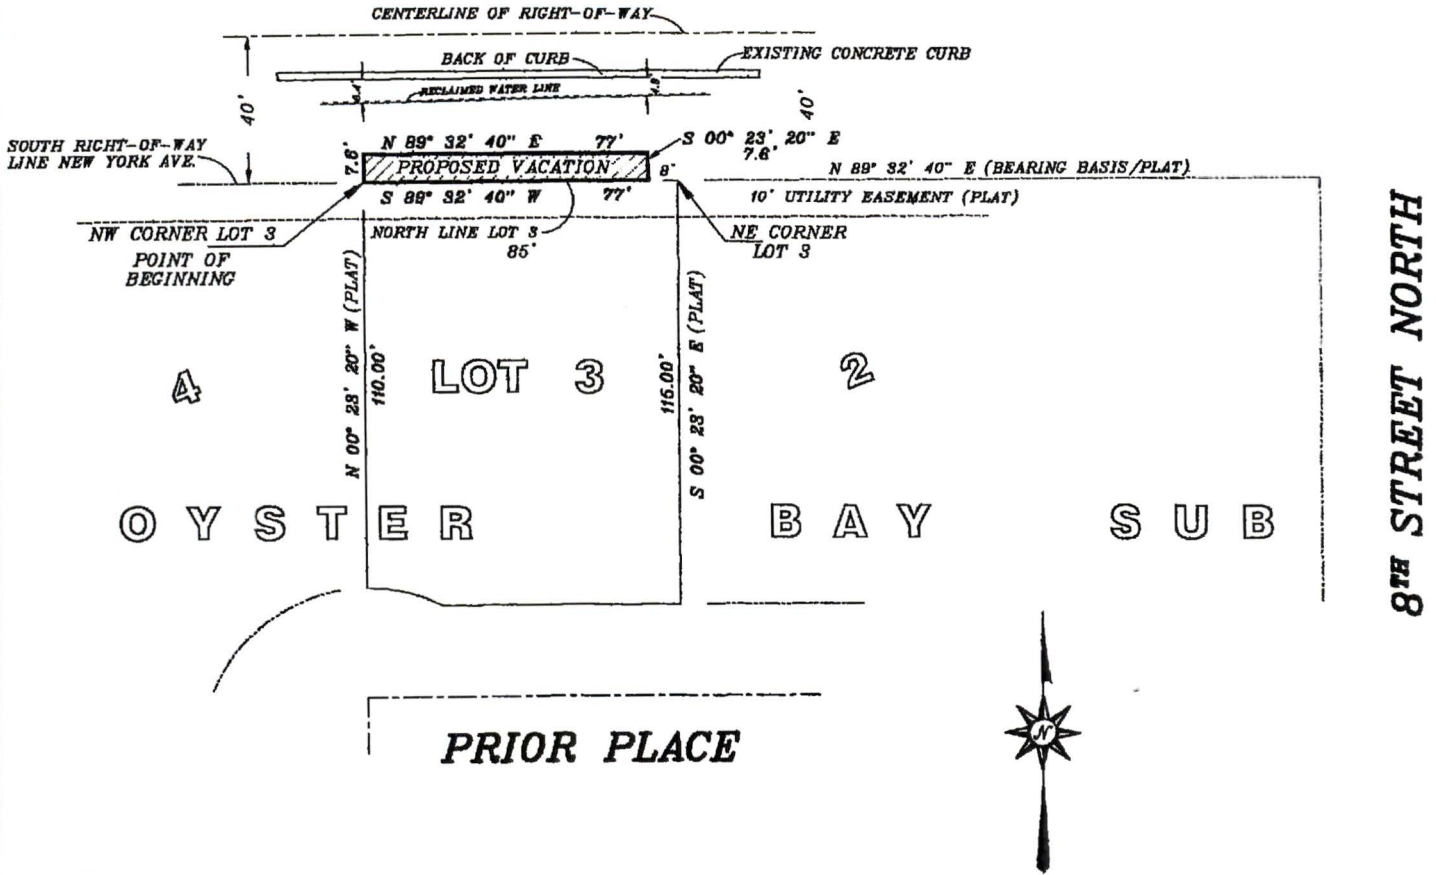 CENTERLINE OF RIGHT-OF-WAY
BACK OF CURB
EXISTING CONCRETE CURB
RECLAIMED WATER LINE
40'
40'
SOUTH RIGHT-OF-WAY
LINE NEW YORK AVE.
7.6'
N 89° 32' 40" E 77'
S 00° 23' 20" E
7.6'
PROPOSED VACATION
8'
N 89° 32' 40" E (BEARING BASIS/PLAT)
S 89° 32' 40" W 77'
10' UTILITY EASEMENT (PLAT)
NW CORNER LOT 3
POINT OF
BEGINNING
NORTH LINE LOT 3
85'
NE CORNER
LOT 3
N 00° 23' 20" W (PLAT)
110.00'
115.00'
S 00° 23' 20" E (PLAT)
4
LOT 3
2
OYSTER BAY SUB
8TH STREET NORTH
PRIOR PLACE
N